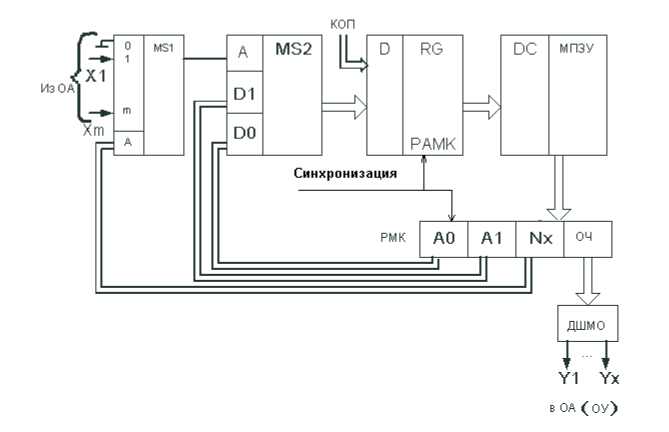 КОП
0 MS1
1
Из ОА
X1
m
Xm
A
A MS2
D1
D0
D RG
РАМК
DC МПЗУ
Синхронизация
РМК A0 A1 Nx ОЧ
ДШМО
...
Y1 Yx
в ОА (ОУ)